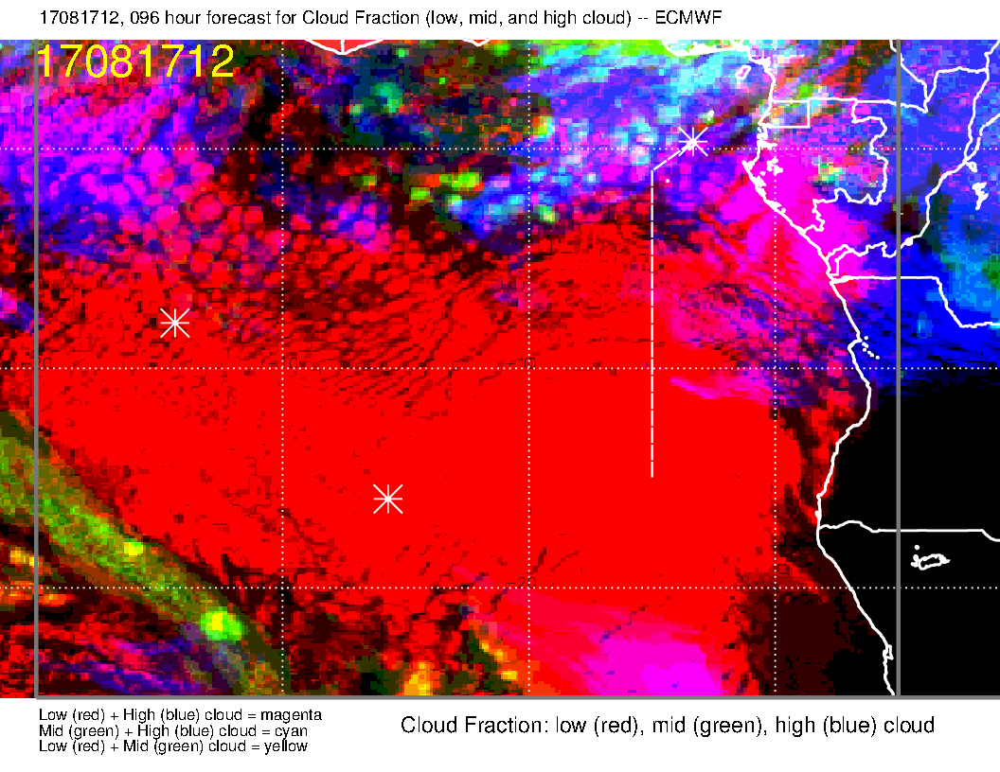 17081712, 096 hour forecast for Cloud Fraction (low, mid, and high cloud) -- ECMWF
17081712
-10
-20
Low (red) + High (blue) cloud = magenta
Mid (green) + High (blue) cloud = cyan
Low (red) + Mid (green) cloud = yellow
Cloud Fraction: low (red), mid (green), high (blue) cloud